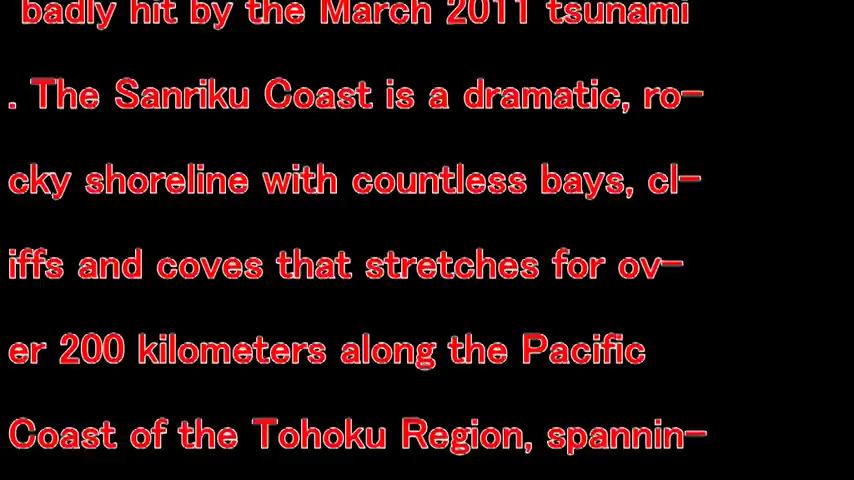 badly hit by the March 2011 tsunami
. The Sanriku Coast is a dramatic, ro-
cky shoreline with countless bays, cl-
iffs and coves that stretches for ov-
er 200 kilometers along the Pacific
Coast of the Tohoku Region, spannin-